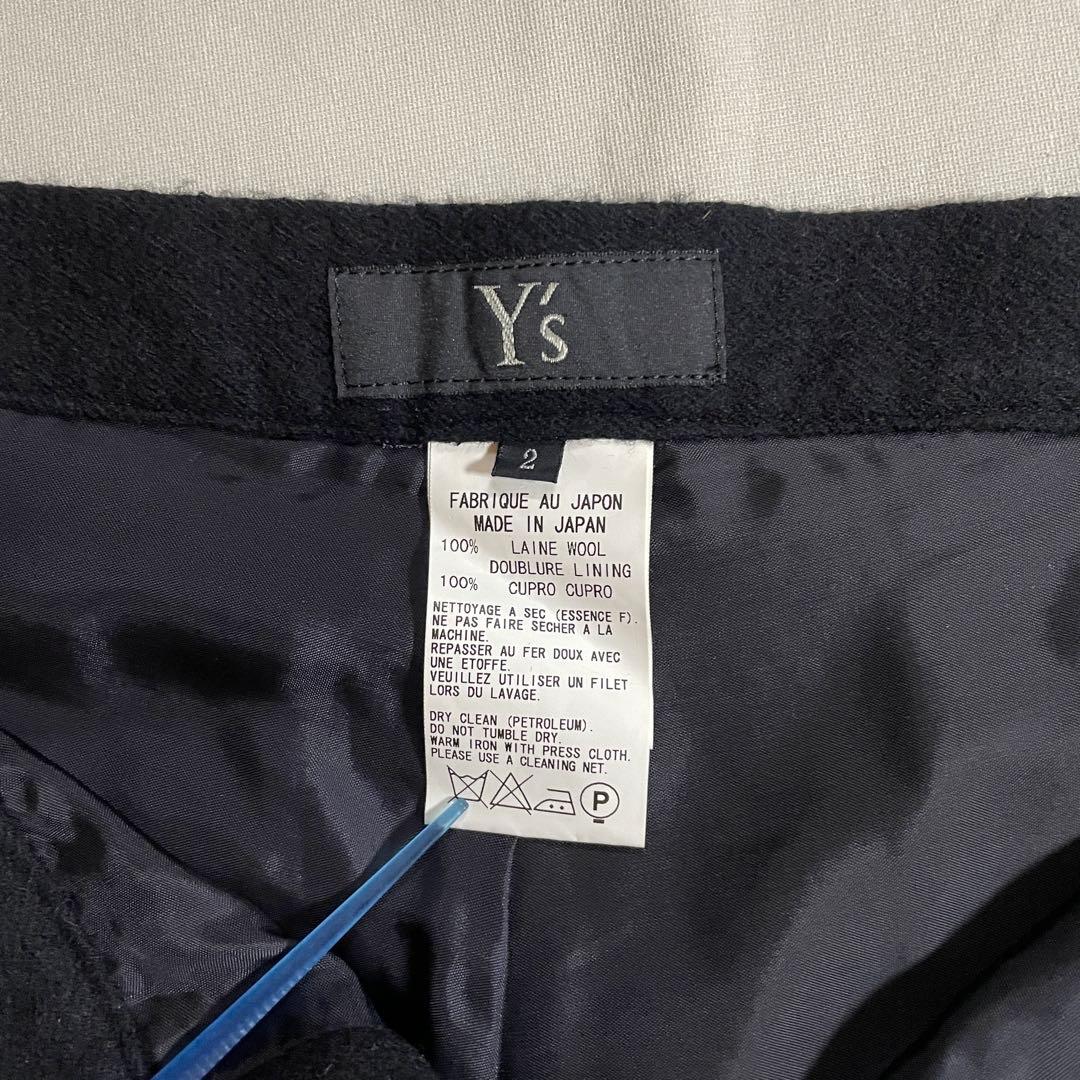 Y's
2
FABRIQUE AU JAPON
MADE IN JAPAN
100% LAINE WOOL
DOUBLURE LINING
100% CUPRO CUPRO
NETTOYAGE A SEC (ESSENCE F).
NE PAS FAIRE SECHER A LA
MACHINE.
REPASSER AU FER DOUX AVEC
UNE ETOFFE.
VEUILLEZ UTILISER UN FILET
LORS DU LAVAGE.
DRY CLEAN (PETROLEUM).
DO NOT TUMBLE DRY.
WARM IRON WITH PRESS CLOTH.
PLEASE USE A CLEANING NET.
P